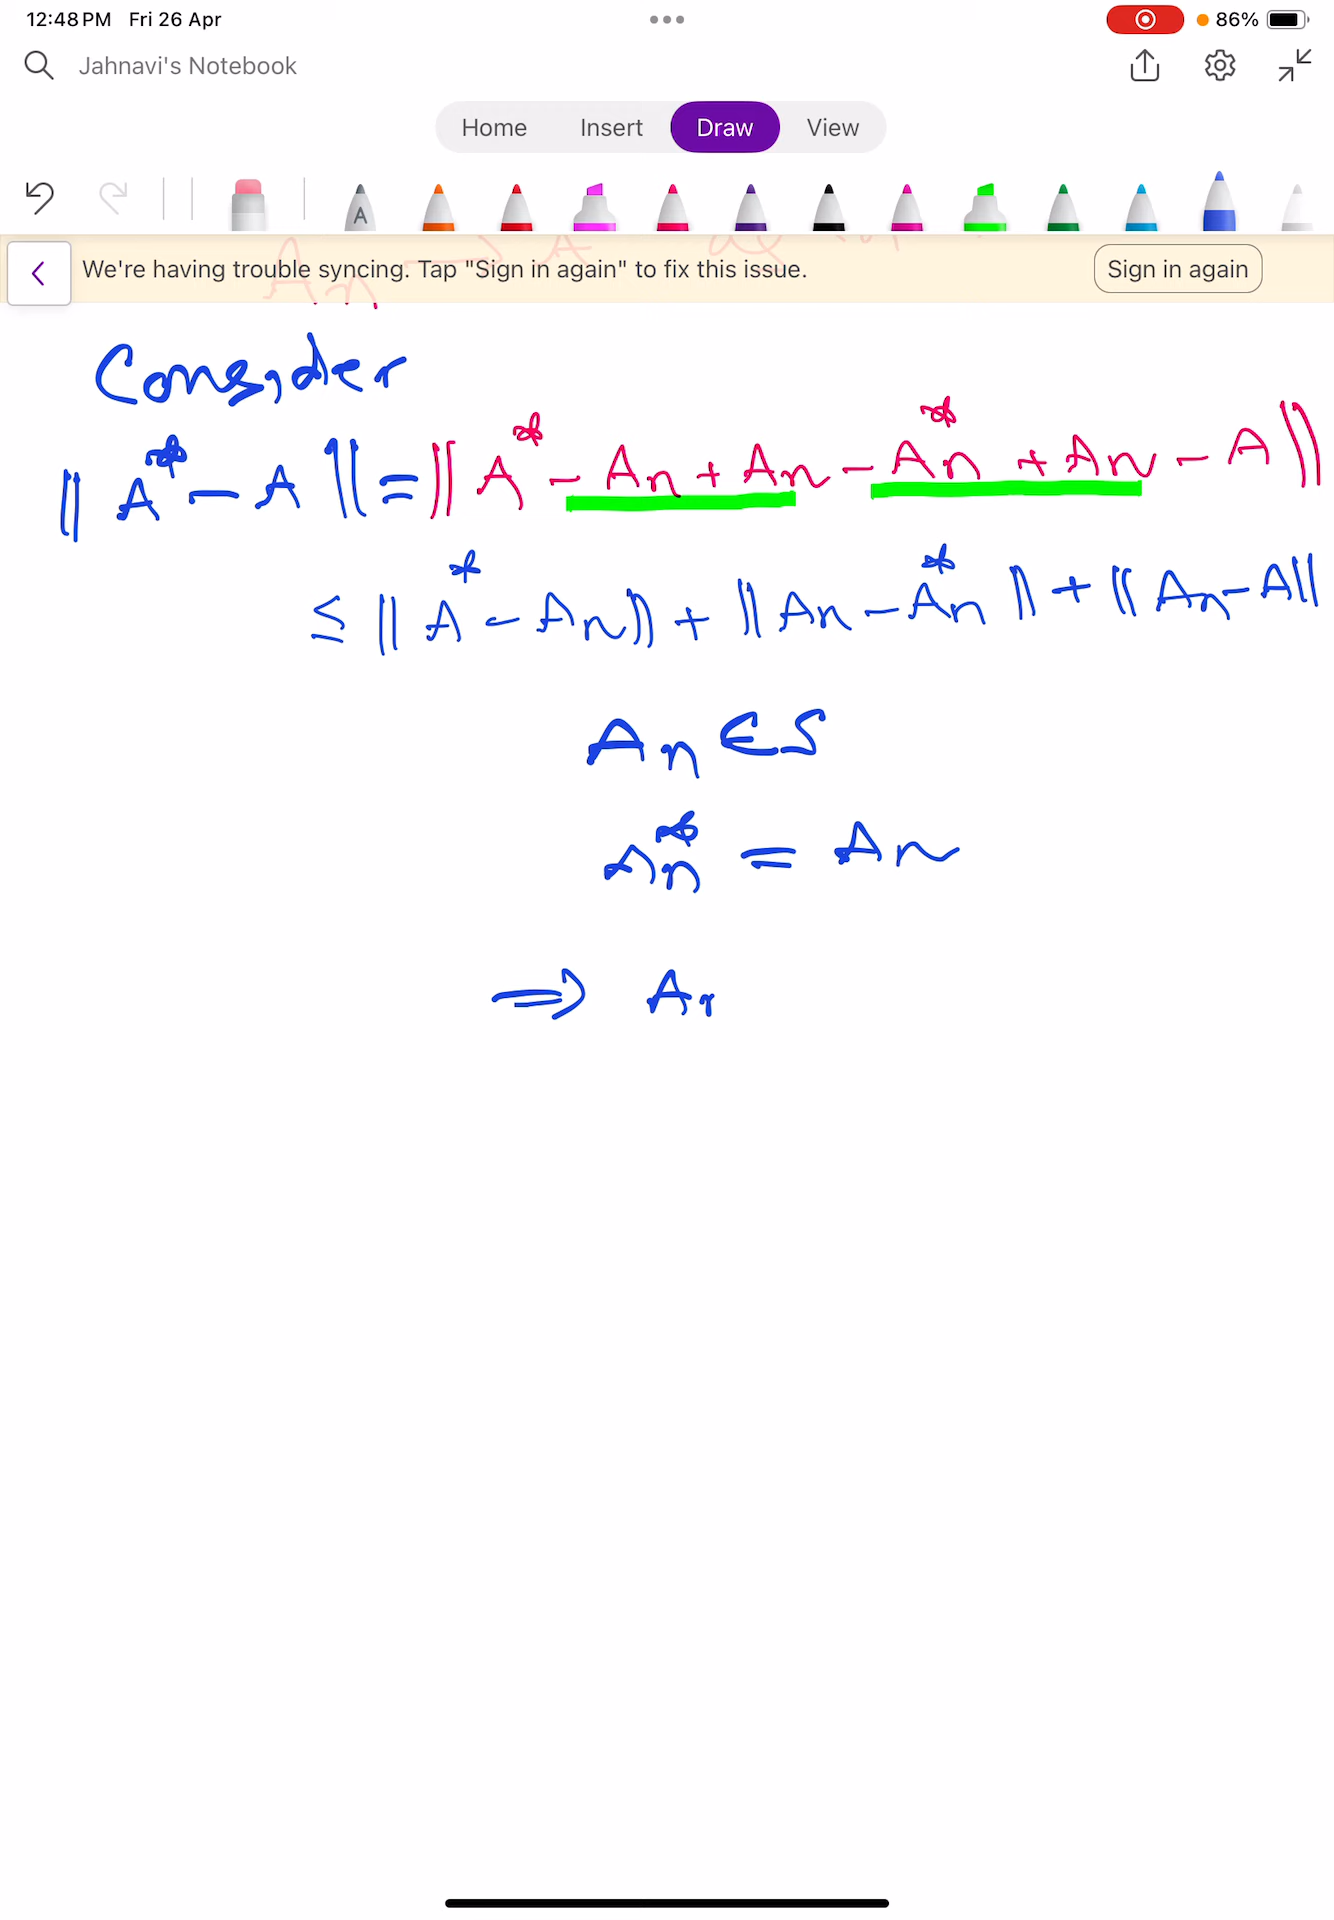 12:48 PM Fri 26 Apr 86%
Jahnavi's Notebook
Home Insert Draw View
A
An → A as
We're having trouble syncing. Tap "Sign in again" to fix this issue. Sign in again
Consider
|| A* - A || = || A* - An + An - An* + An - A ||
≤ || A* - An || + || An - An* || + || An - A ||
An ∈ S
An* = An
⇒ An